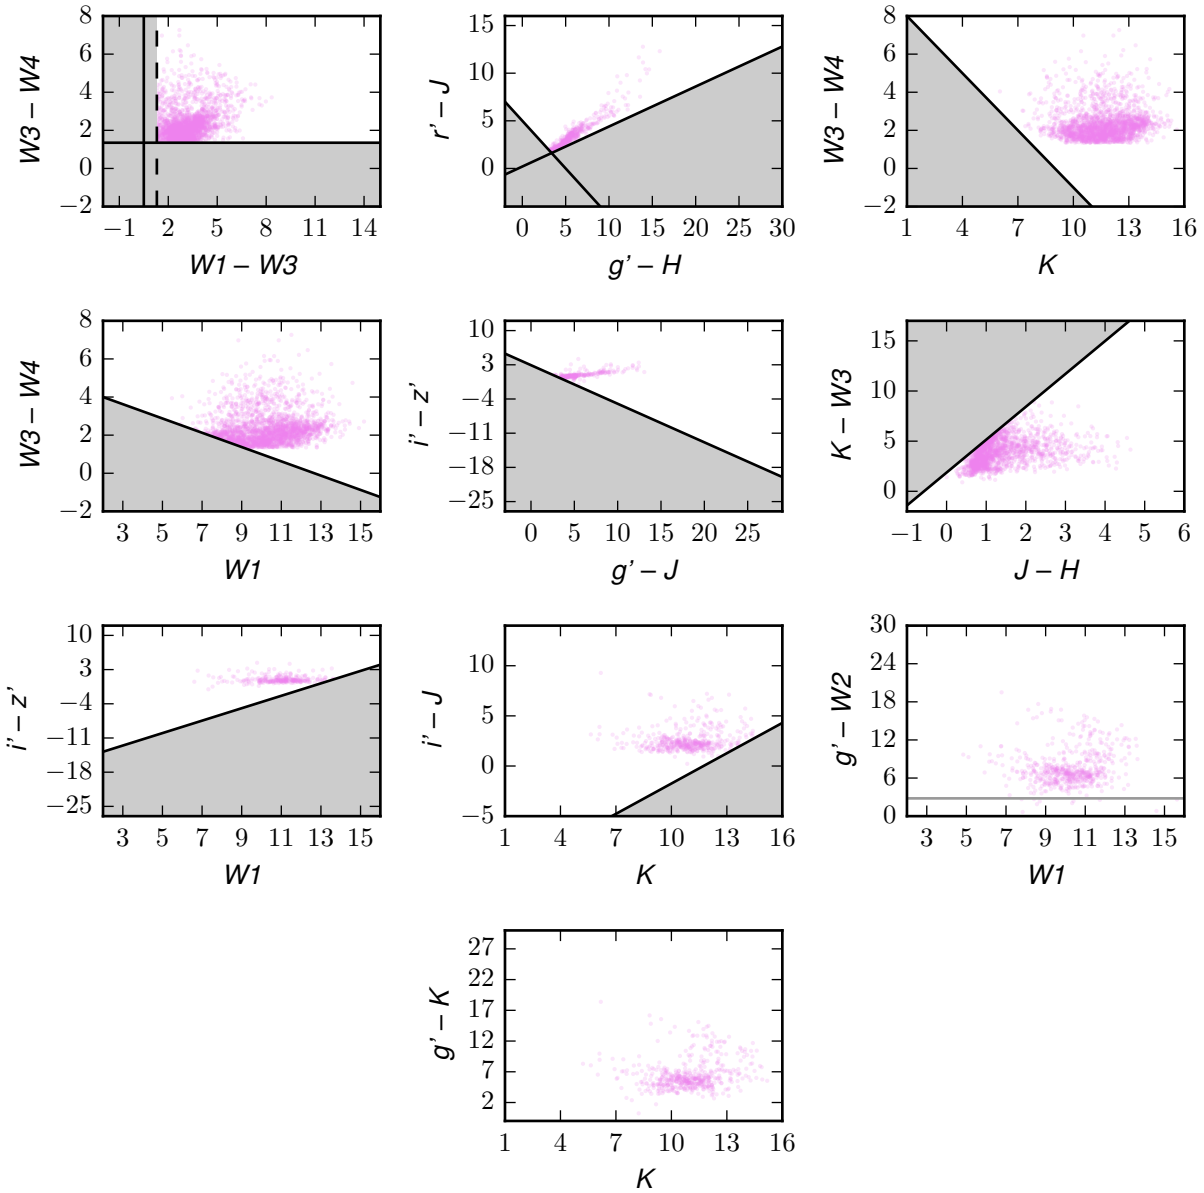 8
6
4
2
0
−2
W3 – W4
−1 2 5 8 11 14
W1 – W3
15
10
5
0
r' – J
0 5 10 15 20 25 30
g' – H
8
6
4
2
0
−2
W3 – W4
1 4 7 10 13 16
K
8
6
4
2
0
−2
W3 – W4
3 5 7 9 11 13 15
W1
10
3
−4
−11
−18
−25
i' – z'
0 5 10 15 20 25
g' – J
15
10
5
0
K – W3
−1 0 1 2 3 4 5 6
J – H
10
3
−4
−11
−18
−25
i' – z'
3 5 7 9 11 13 15
W1
10
5
0
−5
i' – J
1 4 7 10 13 16
K
30
24
18
12
6
0
g' – W2
3 5 7 9 11 13 15
W1
27
22
17
12
7
2
g' – K
1 4 7 10 13 16
K